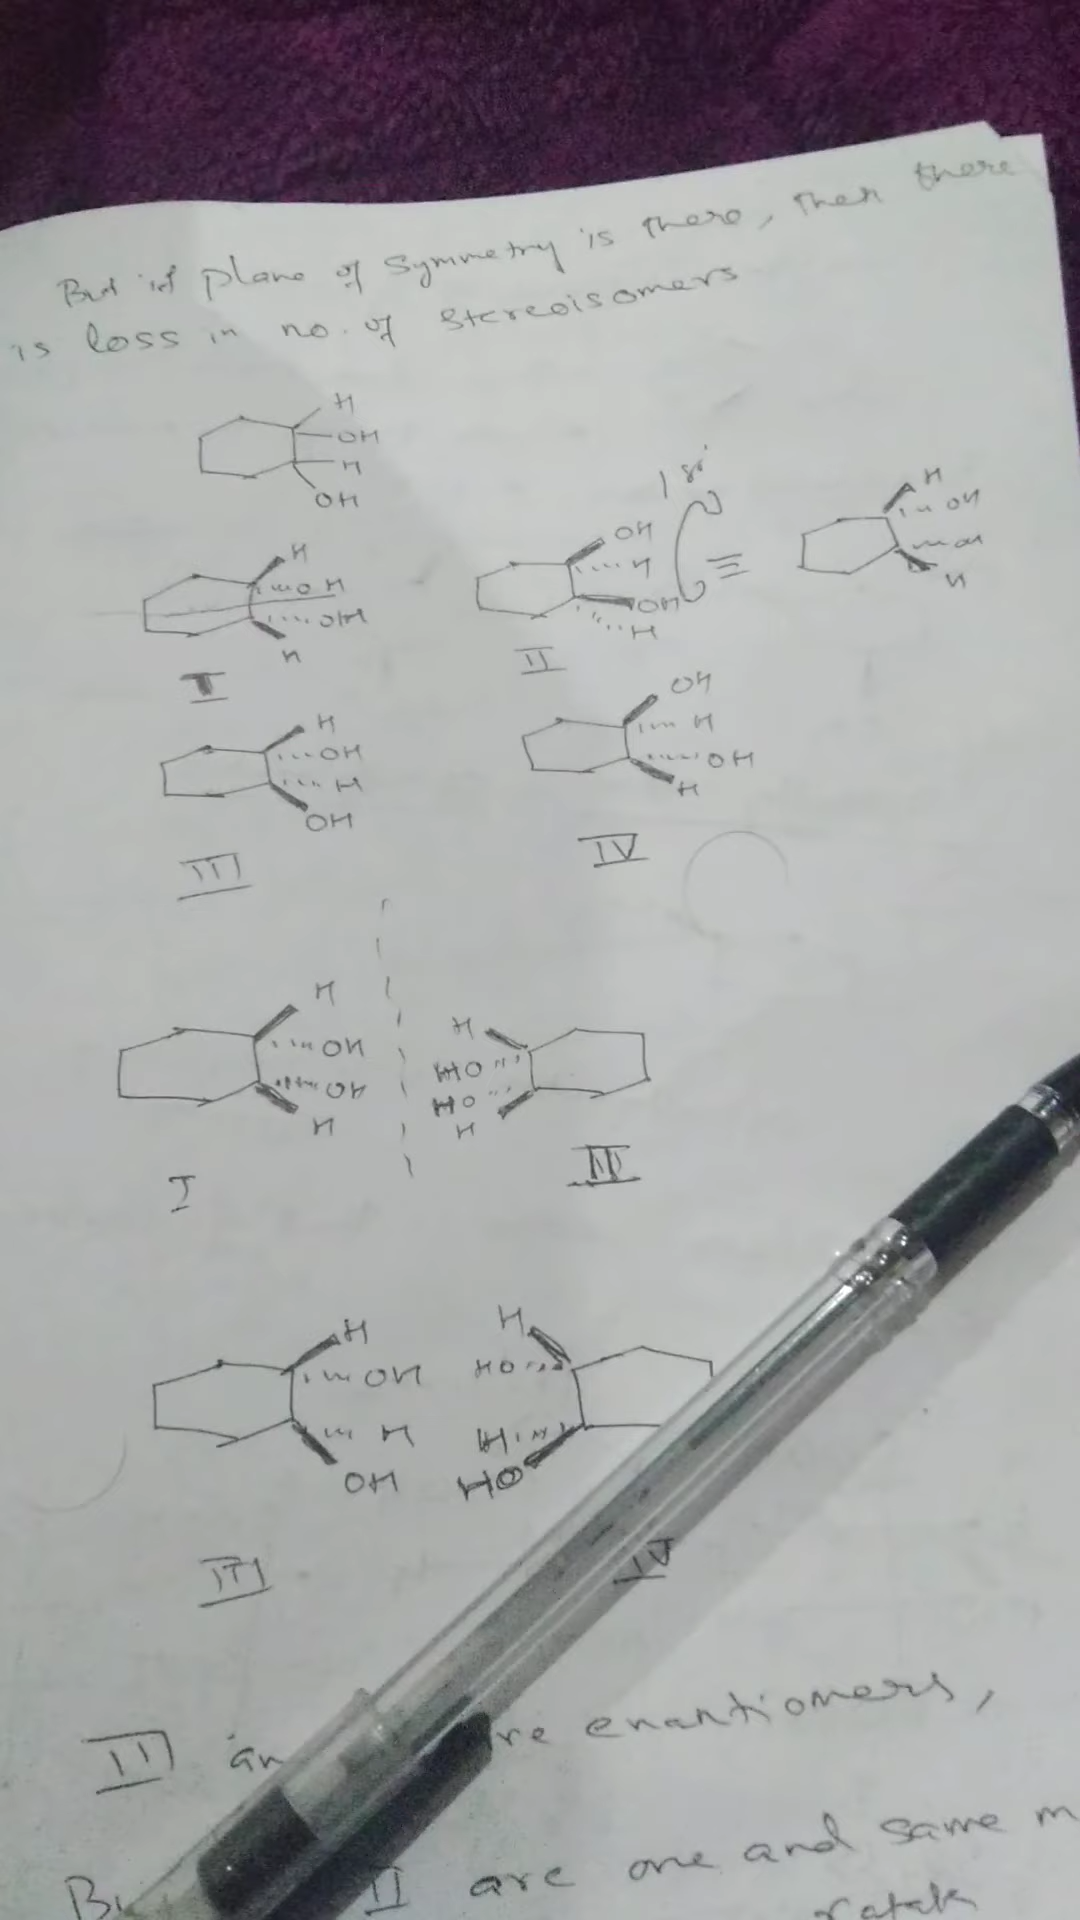 But if plane of Symmetry is there, then there
is loss in no. of Stereoisomers
H
OH
H
OH
H
OH
OH
H
I
OH
H
OH
H
II
≡
H
OH
OH
H
H
OH
H
OH
III
OH
H
OH
H
IV
H
OH
OH
H
I
H
HO
HO
H
II
H
OH
H
OH
III
H
HO
H
HO
IV
III an re enantiomers,
B II are one and same m